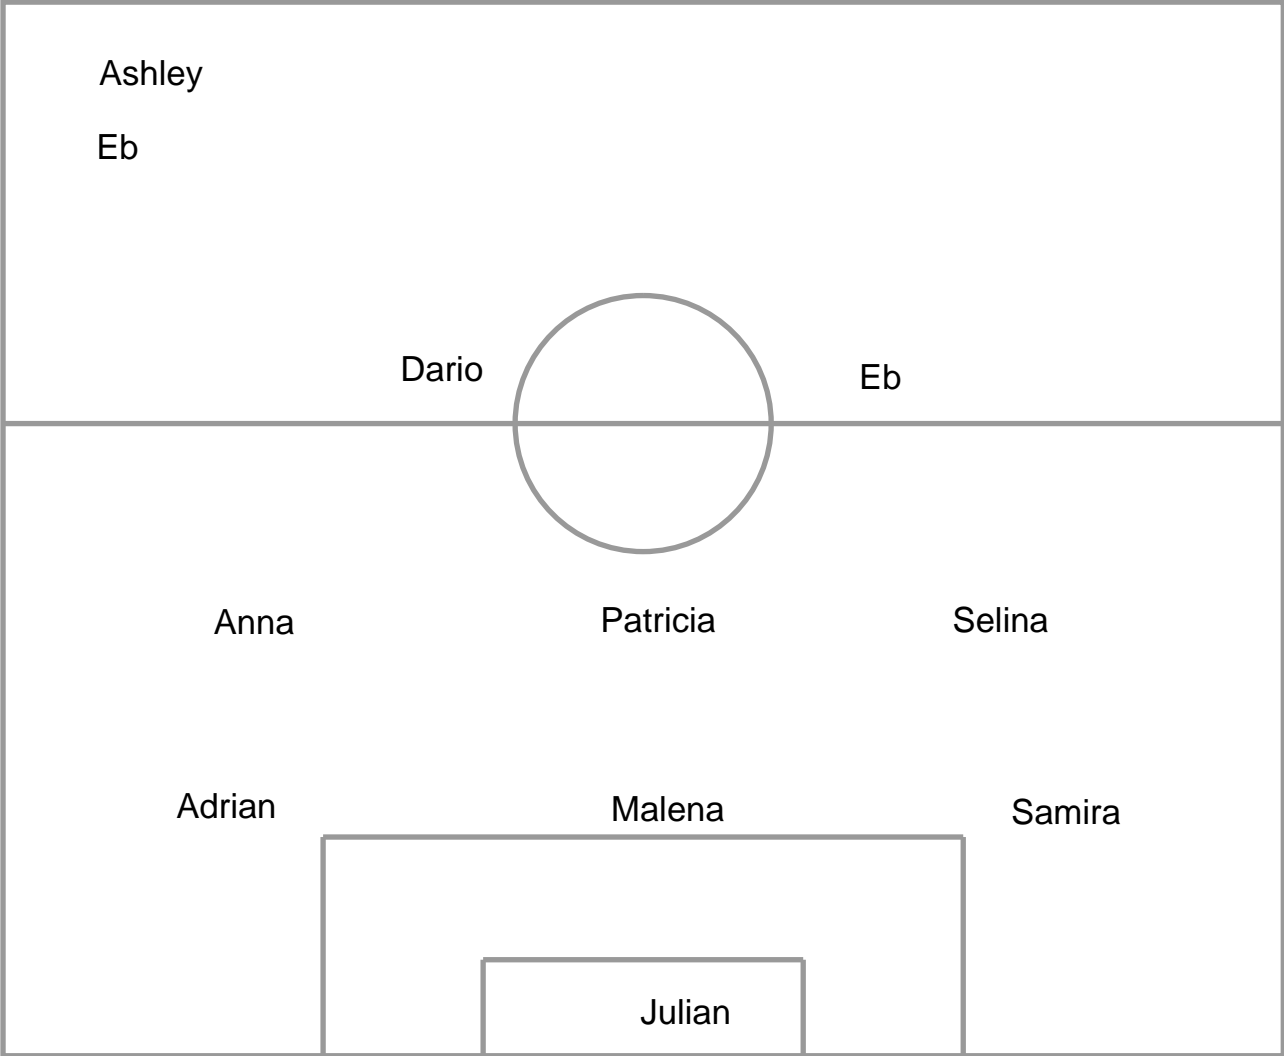 Ashley
Eb
Dario
Eb
Anna
Patricia
Selina
Adrian
Malena
Samira
Julian